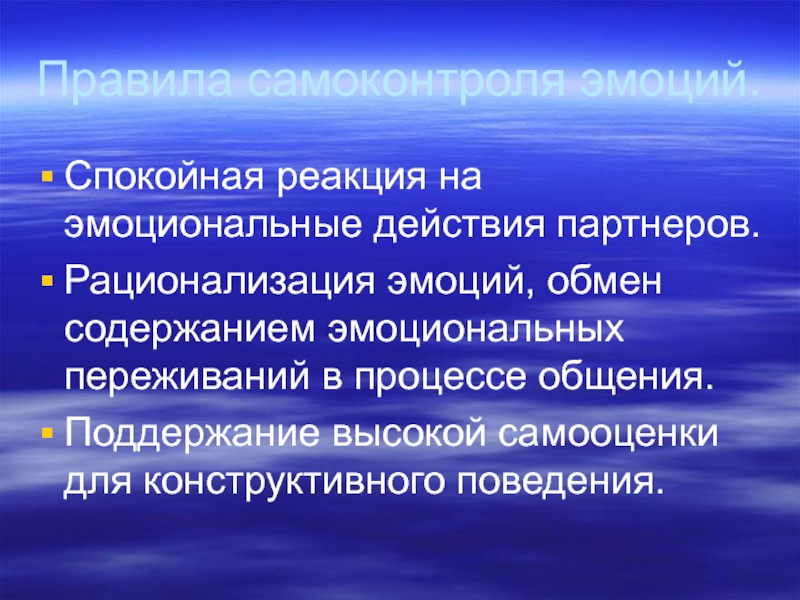 Правила самоконтроля эмоций.
Спокойная реакция на
эмоциональные действия партнеров.
Рационализация эмоций, обмен
содержанием эмоциональных
переживаний в процессе общения.
Поддержание высокой самооценки
для конструктивного поведения.